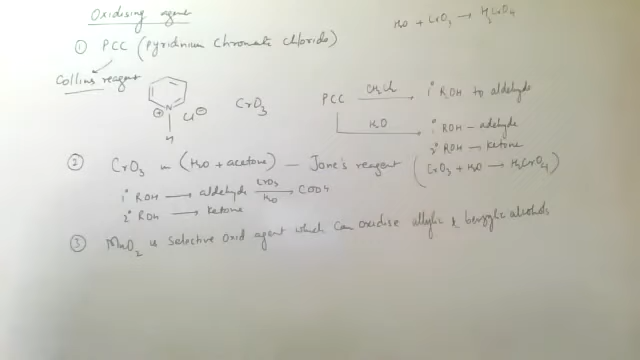 Oxidising agent
H2O + CrO3 → H2CrO4
① PCC (Pyridinium Chromate Chloride)
Collins reagent
N
⊕ Cl⊖ CrO3
H
PCC CH2Cl2 → 1° ROH to aldehyde
H2O → 1° ROH – adehyde
2° ROH → ketone
② CrO3 in (H2O + acetone) – Jone's reagent (CrO3 + H2O → H2CrO4)
1° ROH → aldehyde CrO3 / H2O → COOH
2° ROH → ketone
③ MnO2 is selective oxid agent which can oxidise allylic & benzylic alcohols